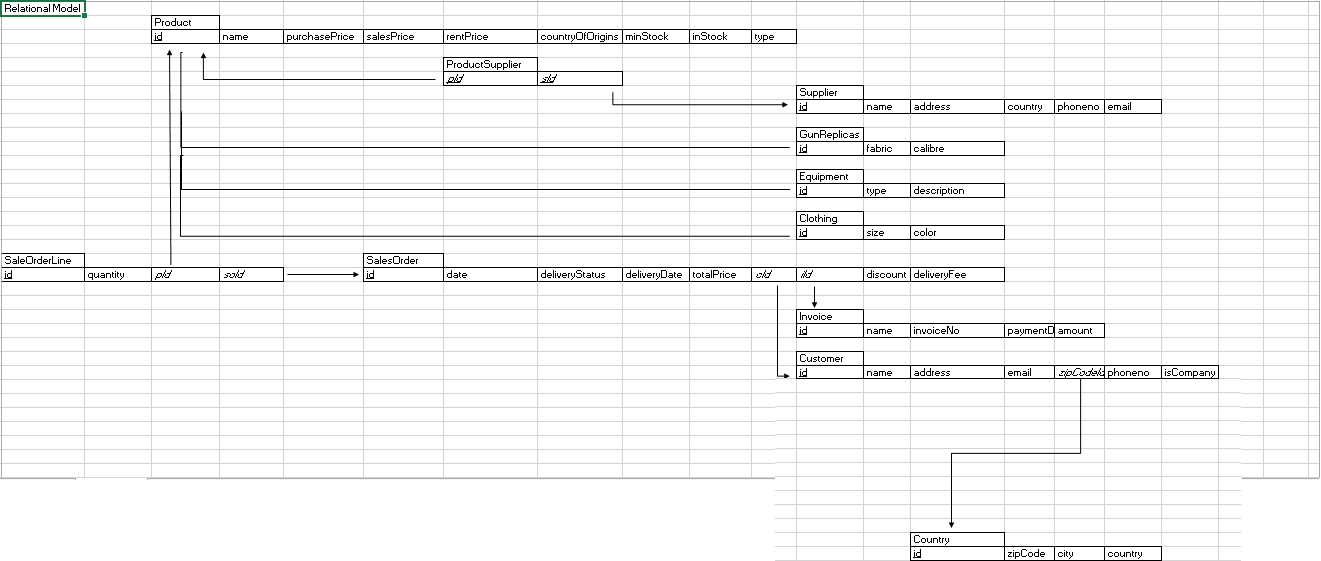 Relational Model
Product
id name purchasePrice salesPrice rentPrice countryOfOrigins minStock inStock type
ProductSupplier
pId sId
Supplier
id name address country phoneno email
GunReplicas
id fabric calibre
Equipment
id type description
Clothing
id size color
SaleOrderLine SalesOrder
id quantity pId soId id date deliveryStatus deliveryDate totalPrice cId iId discount deliveryFee
Invoice
id name invoiceNo paymentD amount
Customer
id name address email zipCodeId phoneno isCompany
Country
id zipCode city country